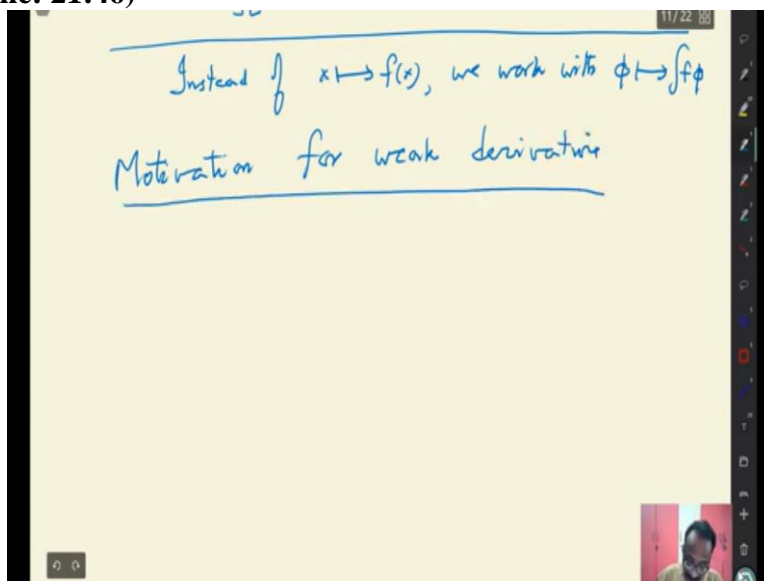 11/22
Instead of x ↦ f(x), we work with ϕ ↦ ∫fϕ
Motivation for weak derivative